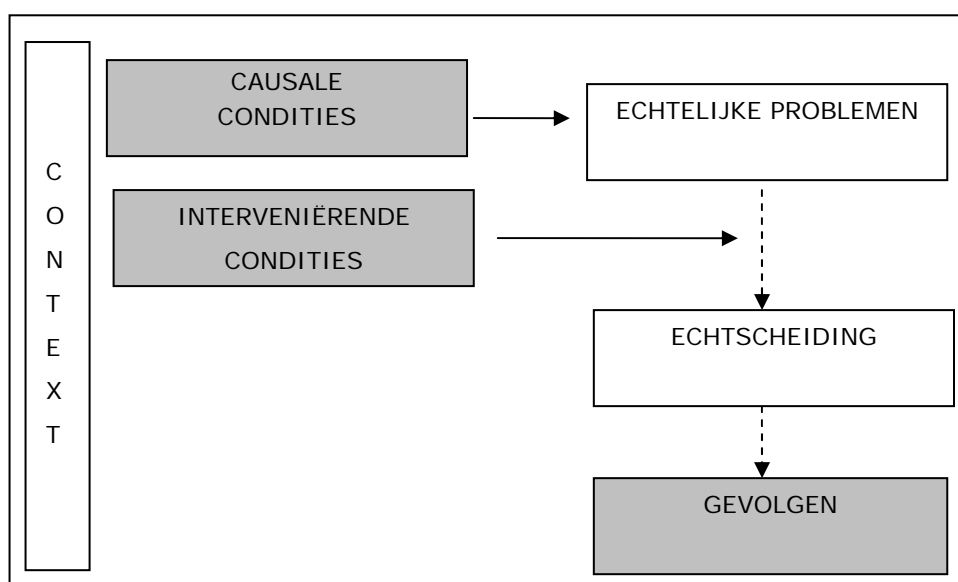 C
O
N
T
E
X
T
CAUSALE
CONDITIES
ECHTELIJKE PROBLEMEN
INTERVENIËRENDE
CONDITIES
ECHTSCHEIDING
GEVOLGEN